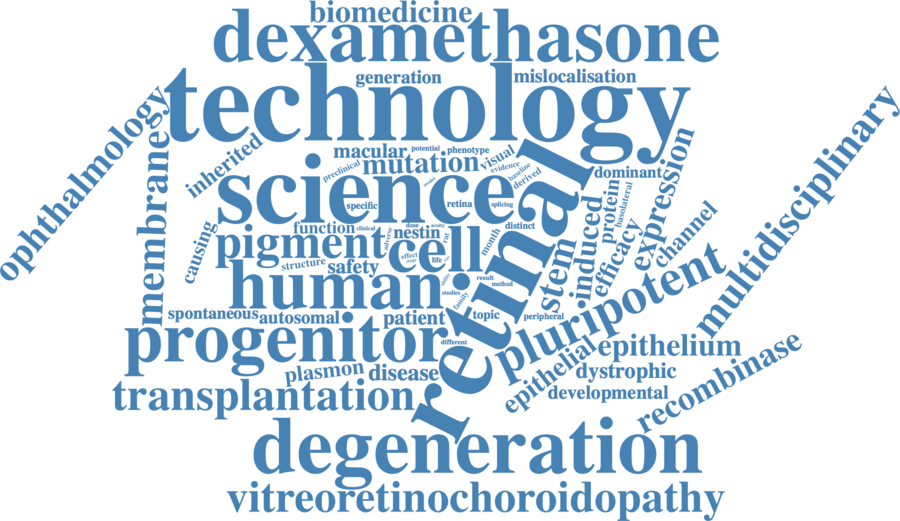 biomedicine
dexamethasone
technology
generation
mislocalisation
ophthalmology
membrane
inherited
macular
potential
phenotype
mutation
visual
preclinical
evidence
baseline
derived
dominant
expression
multidisciplinary
science
retinal
specific
retina
splicing
protein
basolateral
causing
function
clinical
dose
acuity
distinct
nestin
adverse
rat
pigment
cell
month
stem
induced
efficacy
channel
structure
safety
effect
life
human
result
method
studies
family
pluripotent
spontaneous
autosomal
patient
topic
peripheral
progenitor
different
epithelial
epithelium
plasmon
disease
dystrophic
transplantation
developmental
recombinase
degeneration
vitreoretinochoroidopathy